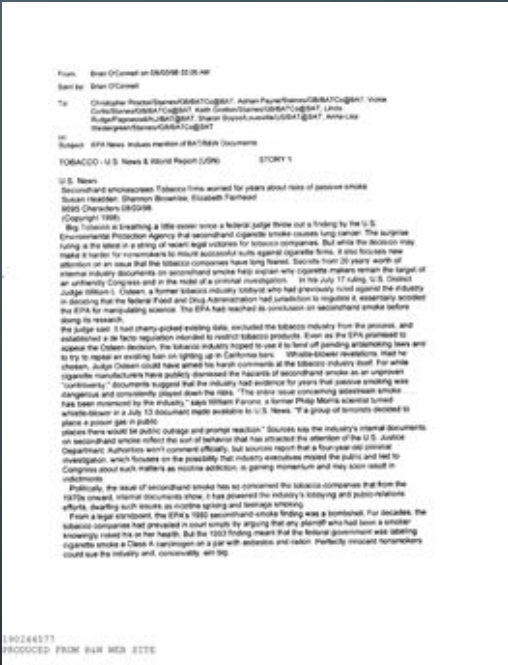 From: Brian O'Connell on 08/03/98 03:05 AM
Sent by: Brian O'Connell
To: Christopher Proctor/Staines/GB/BATCo@BAT, Adrian Payne/Staines/GB/BATCo@BAT, Vickie
Curtis/Staines/GB/BATCo@BAT, Keith Gretton/Staines/GB/BATCo@BAT, Linda
Rudge/ @BAT, Sharon Boyse/Louisville/US/BAT@BAT, Anna-Lisa
/Staines/GB/BATCo@BAT
cc:
Subject: EPA News mention of BAT/B&W Documents
TOBACCO - U.S. News & World Report (USN) STORY 1
U.S. News
Secondhand smokescreen Tobacco firms worried for years about risks of passive smoke
Susan Headden; Shannon Brownlee; Elizabeth Fairhead
9695 Characters 08/03/98
(Copyright 1998)
Big Tobacco is breathing a little easier since a federal judge threw out a finding by the U.S.
Environmental Protection Agency that secondhand cigarette smoke causes lung cancer. The surprise
ruling is the latest in a string of recent legal victories for tobacco companies. But while the decision may
make it harder for nonsmokers to mount successful suits against cigarette firms, it also focuses new
attention on an issue that the tobacco companies have long feared. Secrets from 20 years' worth of
internal industry documents on secondhand smoke help explain why cigarette makers remain the target of
an unfriendly Congress and in the midst of a criminal investigation. In his July 17 ruling, U.S. District
Judge William L. Osteen, a former tobacco industry lobbyist who had previously ruled against the industry
in deciding that the federal Food and Drug Administration had jurisdiction to regulate it, essentially scolded
the EPA for manipulating science. The EPA had reached its conclusion on secondhand smoke before
doing its research,
the judge said. It had cherry-picked existing data, excluded the tobacco industry from the process, and
established a de facto regulation intended to restrict tobacco products. Even as the EPA promised to
appeal the Osteen decision, the tobacco industry hoped to use it to fend off pending antismoking laws and
to try to repeal an existing ban on lighting up in California bars. Whistle-blower revelations. Had he
chosen, Judge Osteen could have aimed his harsh comments at the tobacco industry itself. For while
cigarette manufacturers have publicly dismissed the hazards of secondhand smoke as an unproven
"controversy," documents suggest that the industry had evidence for years that passive smoking was
dangerous and consistently played down the risks. "The entire issue concerning sidestream smoke
has been minimized by the industry," says William Farone, a former Philip Morris scientist turned
whistle-blower in a July 13 document made available to U.S. News. "If a group of terrorists decided to
place a poison gas in public
places there would be public outrage and prompt reaction." Sources say the industry's internal documents
on secondhand smoke reflect the sort of behavior that has attracted the attention of the U.S. Justice
Department. Authorities won't comment officially, but sources report that a four-year-old criminal
investigation, which focuses on the possibility that industry executives misled the public and lied to
Congress about such matters as nicotine addiction, is gaining momentum and may soon result in
indictments.
Politically, the issue of secondhand smoke has so concerned the tobacco companies that from the
1970s onward, internal documents show, it has powered the industry's lobbying and public-relations
efforts, dwarfing such issues as nicotine spiking and teenage smoking.
From a legal standpoint, the EPA's 1993 secondhand-smoke finding was a bombshell. For decades, the
tobacco companies had prevailed in court simply by arguing that any plaintiff who had been a smoker
knowingly risked his or her health. But the 1993 finding meant that the federal government was labeling
cigarette smoke a Class A carcinogen on a par with asbestos and radon. Perfectly innocent nonsmokers
could sue the industry and, conceivably, win big.
190244577
PRODUCED FROM B&W WEB SITE